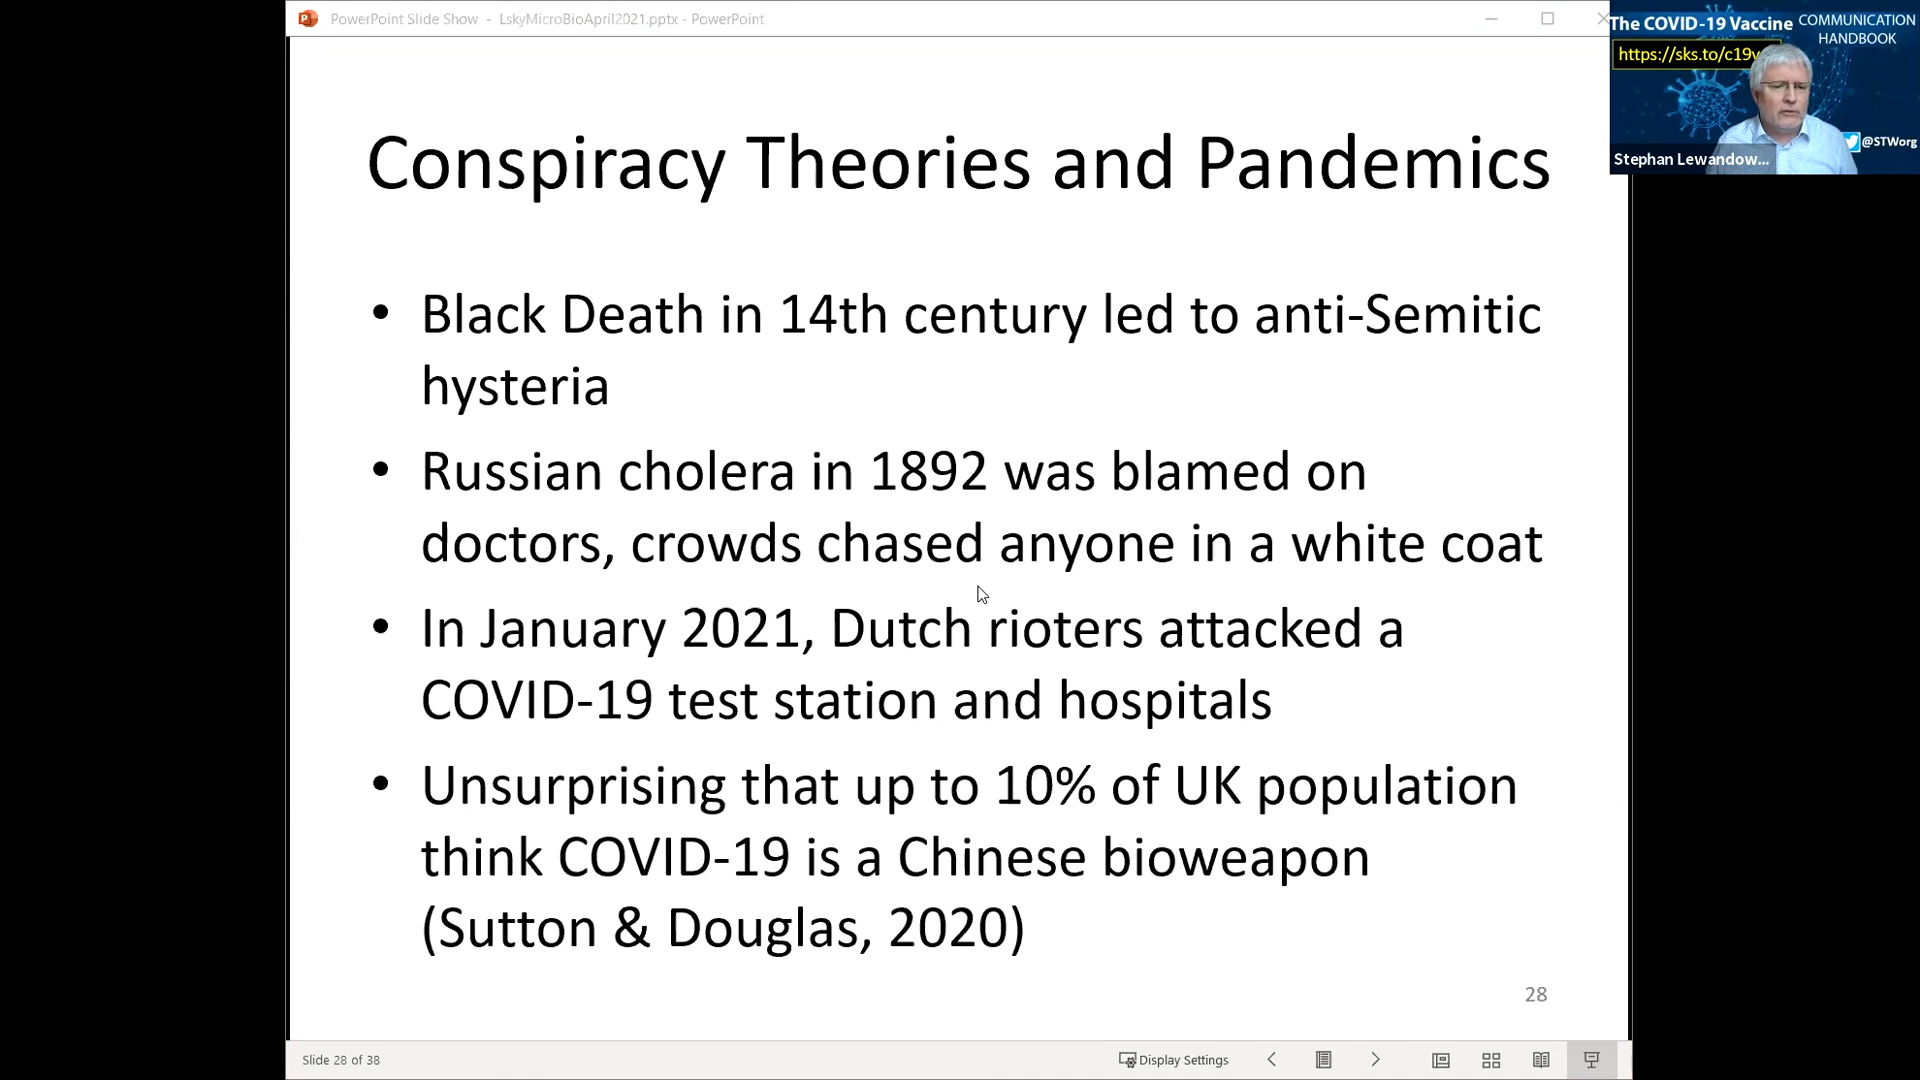 PowerPoint Slide Show - LskyMicroBioApril2021.pptx - PowerPoint
The COVID-19 Vaccine COMMUNICATION
HANDBOOK
https://sks.to/c19v
@STWorg
Stephan Lewandow...
Conspiracy Theories and Pandemics
• Black Death in 14th century led to anti-Semitic
hysteria
• Russian cholera in 1892 was blamed on
doctors, crowds chased anyone in a white coat
• In January 2021, Dutch rioters attacked a
COVID-19 test station and hospitals
• Unsurprising that up to 10% of UK population
think COVID-19 is a Chinese bioweapon
(Sutton & Douglas, 2020)
28
Slide 28 of 38
Display Settings